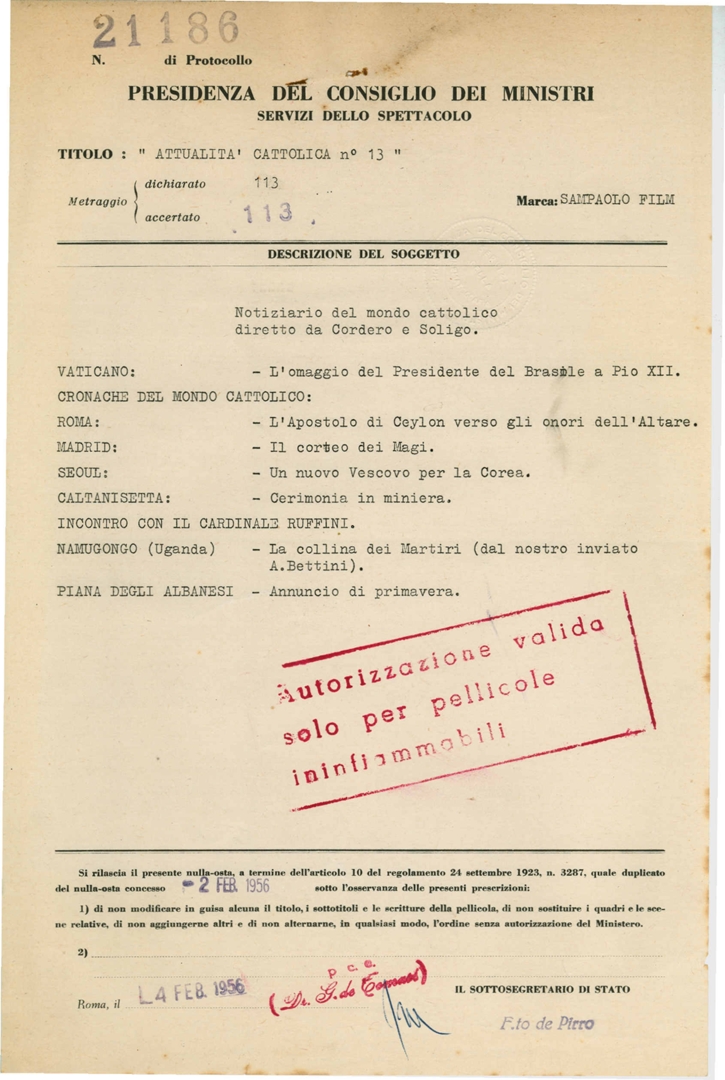 21186
N. di Protocollo
PRESIDENZA DEL CONSIGLIO DEI MINISTRI
SERVIZI DELLO SPETTACOLO
TITOLO : " ATTUALITA' CATTOLICA n° 13 "
Metraggio
dichiarato 113
accertato 113
Marca: SAMPAOLO FILM
DESCRIZIONE DEL SOGGETTO
Notiziario del mondo cattolico
diretto da Cordero e Soligo.
VATICANO: - L'omaggio del Presidente del Brasile a Pio XII.
CRONACHE DEL MONDO CATTOLICO:
ROMA: - L'Apostolo di Ceylon verso gli onori dell'Altare.
MADRID: - Il corteo dei Magi.
SEOUL: - Un nuovo Vescovo per la Corea.
CALTANISETTA: - Cerimonia in miniera.
INCONTRO CON IL CARDINALE RUFFINI.
NAMUGONGO (Uganda) - La collina dei Martiri (dal nostro inviato
A.Bettini).
PIANA DEGLI ALBANESI - Annuncio di primavera.
Autorizzazione valida
solo per pellicole
ininfiammabili
Si rilascia il presente nulla-osta, a termine dell'articolo 10 del regolamento 24 settembre 1923, n. 3287, quale duplicato
del nulla-osta concesso - 2 FEB. 1956 sotto l'osservanza delle presenti prescrizioni:
1) di non modificare in guisa alcuna il titolo, i sottotitoli e le scritture della pellicola, di non sostituire i quadri e le sce-
ne relative, di non aggiungerne altri e di non alternarne, in qualsiasi modo, l'ordine senza autorizzazione del Ministero.
2)
p. c. c.
(Dr. G. de Tomasi)
Roma, il 4 FEB. 1956
IL SOTTOSEGRETARIO DI STATO
F.to de Pirro